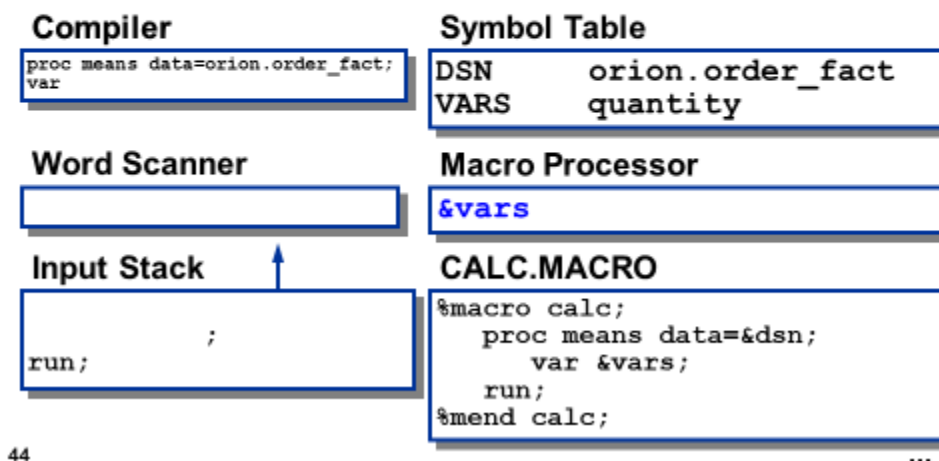 Compiler
proc means data=orion.order_fact;
var
Symbol Table
DSN orion.order_fact
VARS quantity
Word Scanner
Macro Processor
&vars
Input Stack
;
run;
CALC.MACRO
%macro calc;
proc means data=&dsn;
var &vars;
run;
%mend calc;
44
...